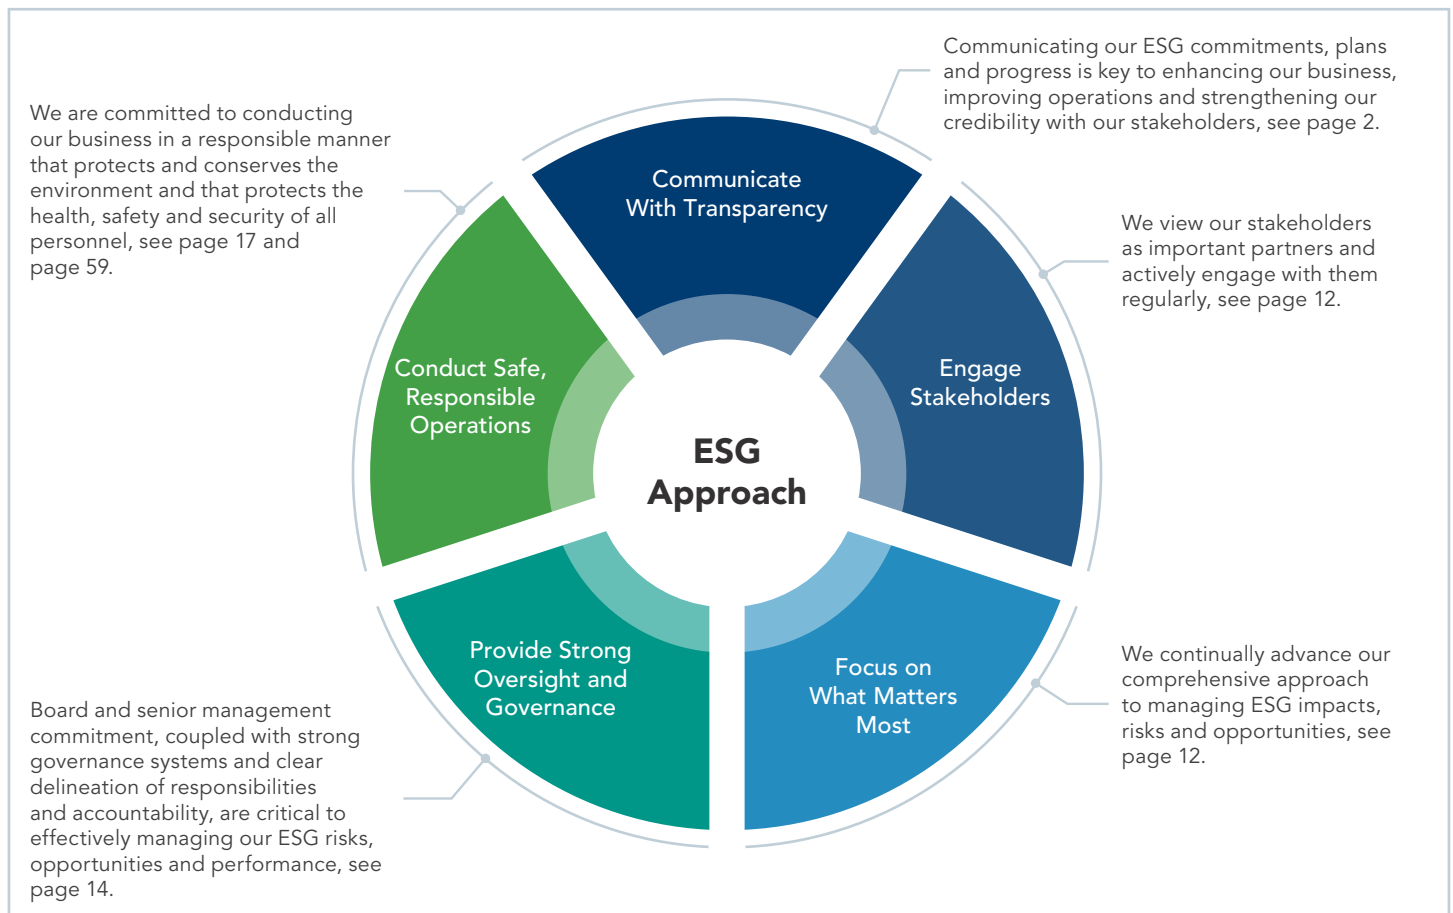 Communicating our ESG commitments, plans
and progress is key to enhancing our business,
improving operations and strengthening our
credibility with our stakeholders, see page 2.
We are committed to conducting
our business in a responsible manner
that protects and conserves the
environment and that protects the
health, safety and security of all
personnel, see page 17 and
page 59.
Communicate
With Transparency
We view our stakeholders
as important partners and
actively engage with them
regularly, see page 12.
Conduct Safe,
Responsible
Operations
Engage
Stakeholders
ESG
Approach
Provide Strong
Oversight and
Governance
Focus on
What Matters
Most
We continually advance our
comprehensive approach
to managing ESG impacts,
risks and opportunities, see
page 12.
Board and senior management
commitment, coupled with strong
governance systems and clear
delineation of responsibilities
and accountability, are critical to
effectively managing our ESG risks,
opportunities and performance, see
page 14.